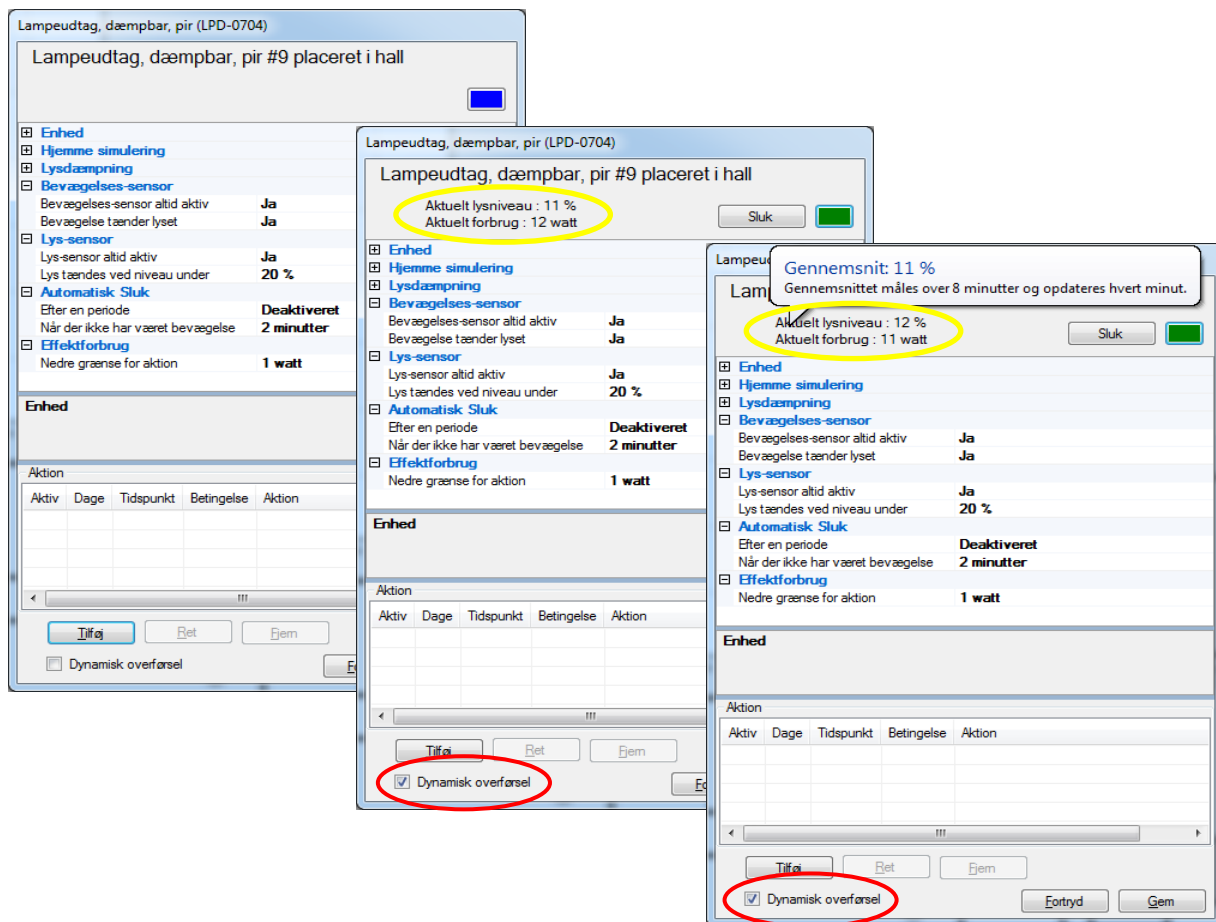 Lampeudtag, dæmpbar, pir (LPD-0704)
Lampeudtag, dæmpbar, pir #9 placeret i hall
Enhed
Hjemme simulering
Lysdæmpning
Bevægelses-sensor
Bevægelses-sensor altid aktiv Ja
Bevægelse tænder lyset Ja
Lys-sensor
Lys-sensor altid aktiv Ja
Lys tændes ved niveau under 20 %
Automatisk Sluk
Efter en periode Deaktiveret
Når der ikke har været bevægelse 2 minutter
Effektforbrug
Nedre grænse for aktion 1 watt
Enhed
Aktion
Aktiv Dage Tidspunkt Betingelse Aktion
Tilføj Ret Fjern
Dynamisk overførsel
Lampeudtag, dæmpbar, pir (LPD-0704)
Lampeudtag, dæmpbar, pir #9 placeret i hall
Aktuelt lysniveau : 11 %
Aktuelt forbrug : 12 watt
Sluk
Enhed
Hjemme simulering
Lysdæmpning
Bevægelses-sensor
Bevægelses-sensor altid aktiv Ja
Bevægelse tænder lyset Ja
Lys-sensor
Lys-sensor altid aktiv Ja
Lys tændes ved niveau under 20 %
Automatisk Sluk
Efter en periode Deaktiveret
Når der ikke har været bevægelse 2 minutter
Effektforbrug
Nedre grænse for aktion 1 watt
Enhed
Aktion
Aktiv Dage Tidspunkt Betingelse Aktion
Tilføj Ret Fjern
Dynamisk overførsel
Gennemsnit: 11 %
Gennemsnittet måles over 8 minutter og opdateres hvert minut.
Aktuelt lysniveau : 12 %
Aktuelt forbrug : 11 watt
Sluk
Enhed
Hjemme simulering
Lysdæmpning
Bevægelses-sensor
Bevægelses-sensor altid aktiv Ja
Bevægelse tænder lyset Ja
Lys-sensor
Lys-sensor altid aktiv Ja
Lys tændes ved niveau under 20 %
Automatisk Sluk
Efter en periode Deaktiveret
Når der ikke har været bevægelse 2 minutter
Effektforbrug
Nedre grænse for aktion 1 watt
Enhed
Aktion
Aktiv Dage Tidspunkt Betingelse Aktion
Tilføj Ret Fjern
Dynamisk overførsel Fortryd Gem